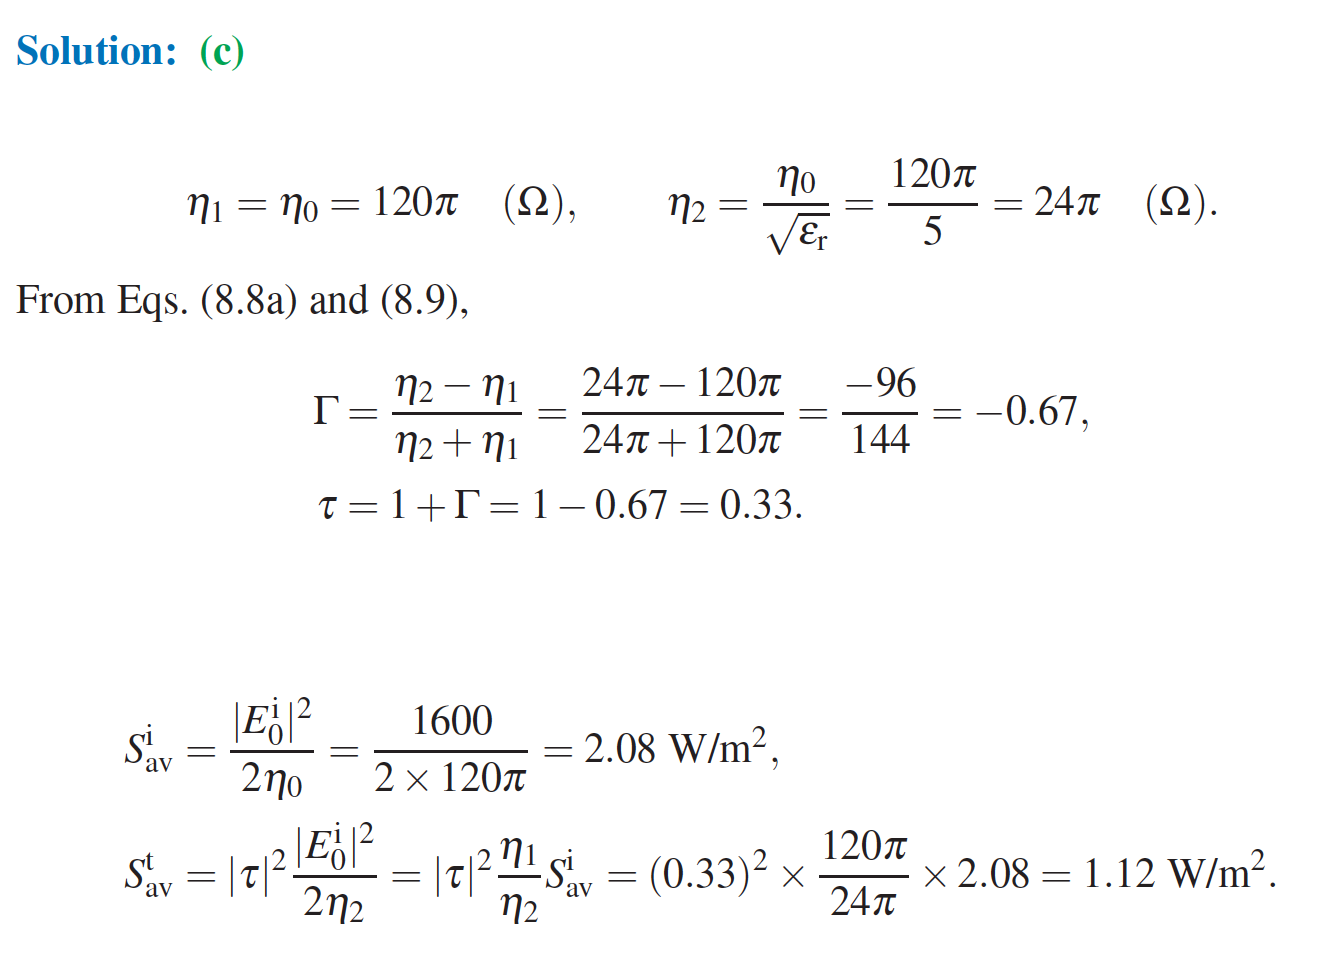 Solution: (c)
η₁ = η₀ = 120π (Ω), η₂ = η₀/√εᵣ = 120π/5 = 24π (Ω).
From Eqs. (8.8a) and (8.9),
Γ = (η₂ − η₁)/(η₂ + η₁) = (24π − 120π)/(24π + 120π) = −96/144 = −0.67,
τ = 1 + Γ = 1 − 0.67 = 0.33.
S^i_av = |E^i_0|²/(2η₀) = 1600/(2 × 120π) = 2.08 W/m²,
S^t_av = |τ|² |E^i_0|²/(2η₂) = |τ|² (η₁/η₂) S^i_av = (0.33)² × 120π/24π × 2.08 = 1.12 W/m².